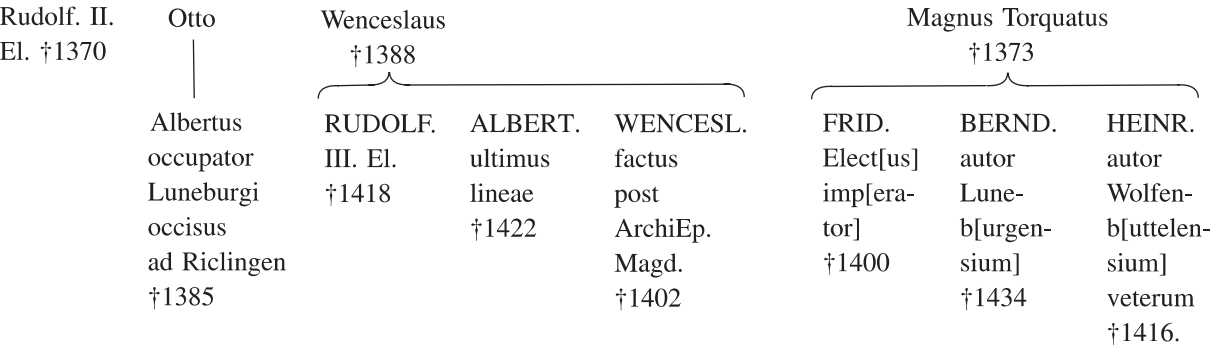 Rudolf. II.
El. †1370
Otto
Albertus
occupator
Luneburgi
occisus
ad Riclingen
†1385
Wenceslaus
†1388
RUDOLF.
III. El.
†1418
ALBERT.
ultimus
lineae
†1422
WENCESL.
factus
post
ArchiEp.
Magd.
†1402
Magnus Torquatus
†1373
FRID.
Elect[us]
imp[era-
tor]
†1400
BERND.
autor
Lune-
b[urgen-
sium]
†1434
HEINR.
autor
Wolfen-
b[uttelen-
sium]
veterum
†1416.